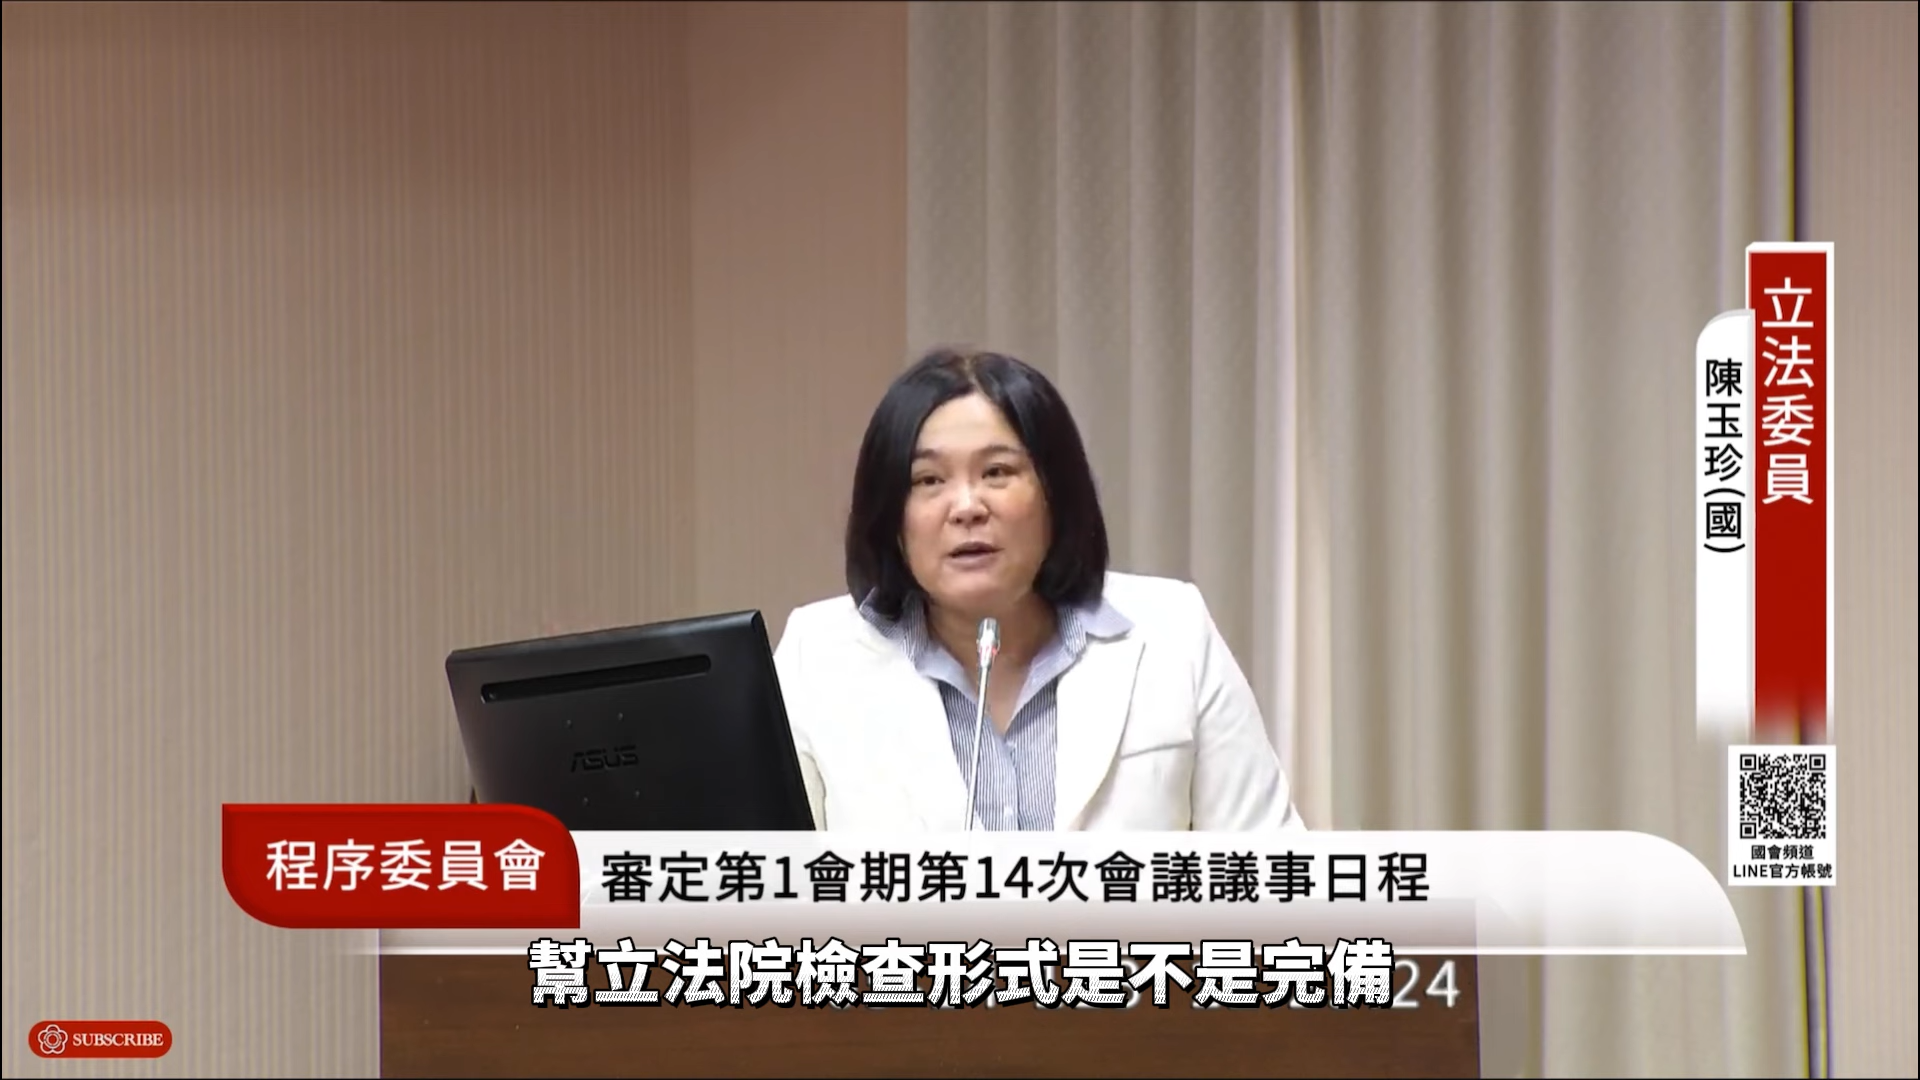 立法委員
陳玉珍(國)
ASUS
國會頻道
LINE官方帳號
程序委員會
審定第1會期第14次會議議事日程
幫立法院檢查形式是不是完備
24
SUBSCRIBE